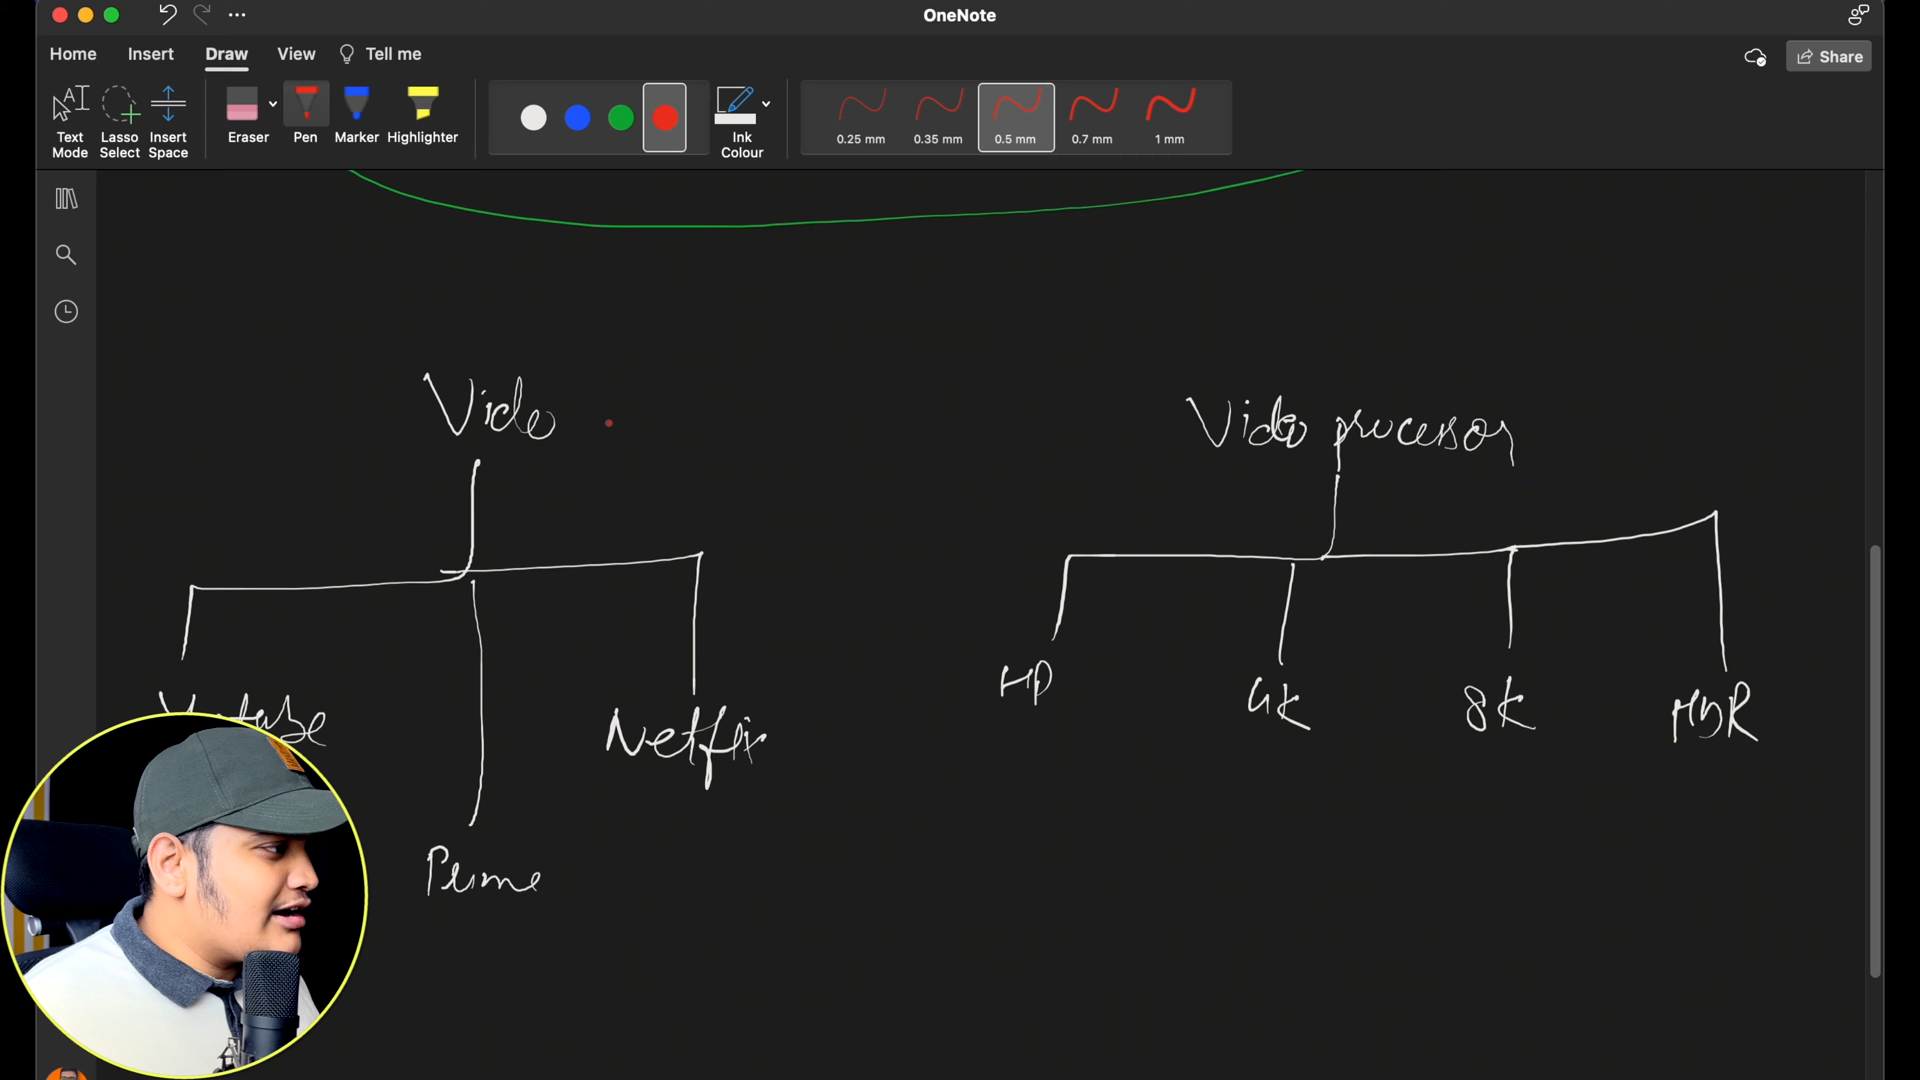 OneNote
Home Insert Draw View Tell me
Share
Text Mode
Lasso Select
Insert Space
Eraser
Pen
Marker
Highlighter
Ink Colour
0.25 mm
0.35 mm
0.5 mm
0.7 mm
1 mm
Video
Video processor
Youtube
Netflix
Prime
HD
4K
8K
HDR